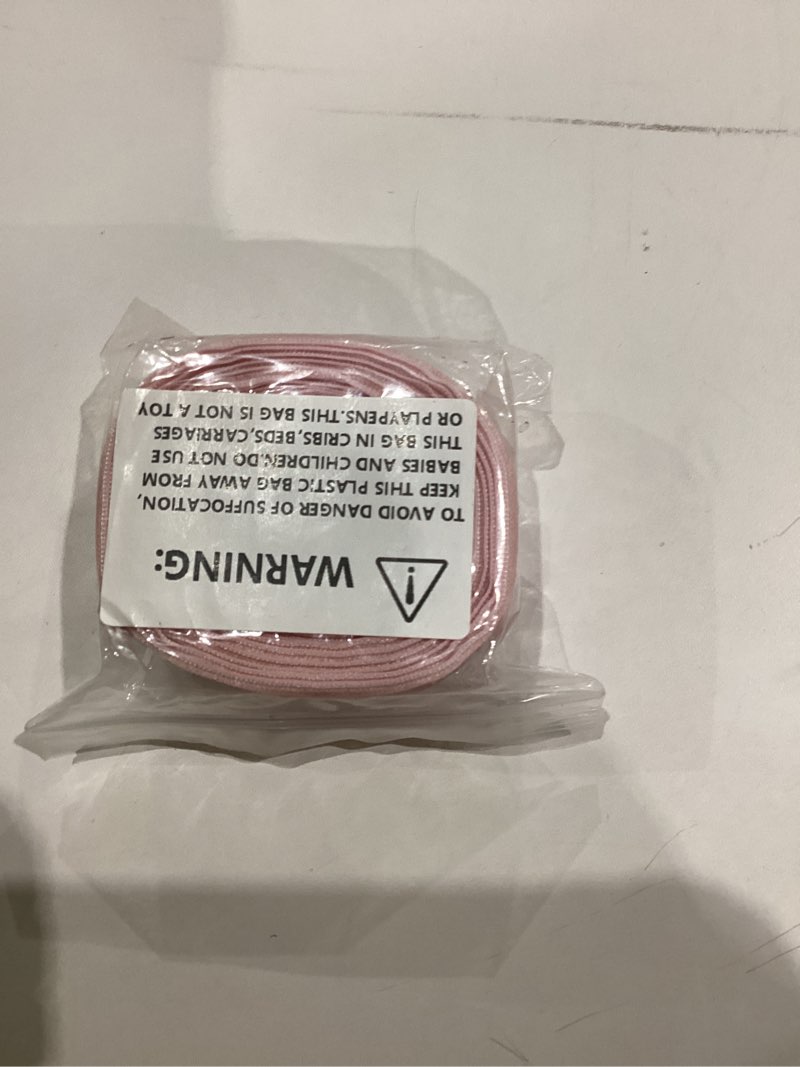 WARNING:
TO AVOID DANGER OF SUFFOCATION,
KEEP THIS PLASTIC BAG AWAY FROM
BABIES AND CHILDREN.DO NOT USE
THIS BAG IN CRIBS,BEDS,CARRIAGES
OR PLAYPENS.THIS BAG IS NOT A TOY